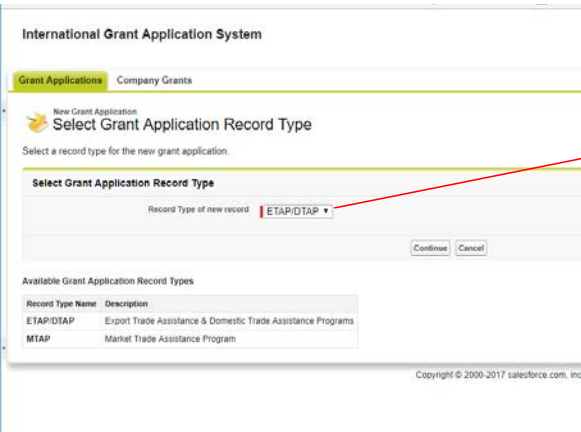 International Grant Application System
Grant Applications Company Grants
New Grant Application
Select Grant Application Record Type
Select a record type for the new grant application.
Select Grant Application Record Type
Record Type of new record ETAP/DTAP
Continue Cancel
Available Grant Application Record Types
Record Type Name Description
ETAP/DTAP Export Trade Assistance & Domestic Trade Assistance Programs
MTAP Market Trade Assistance Program
Copyright © 2000-2017 salesforce.com, inc